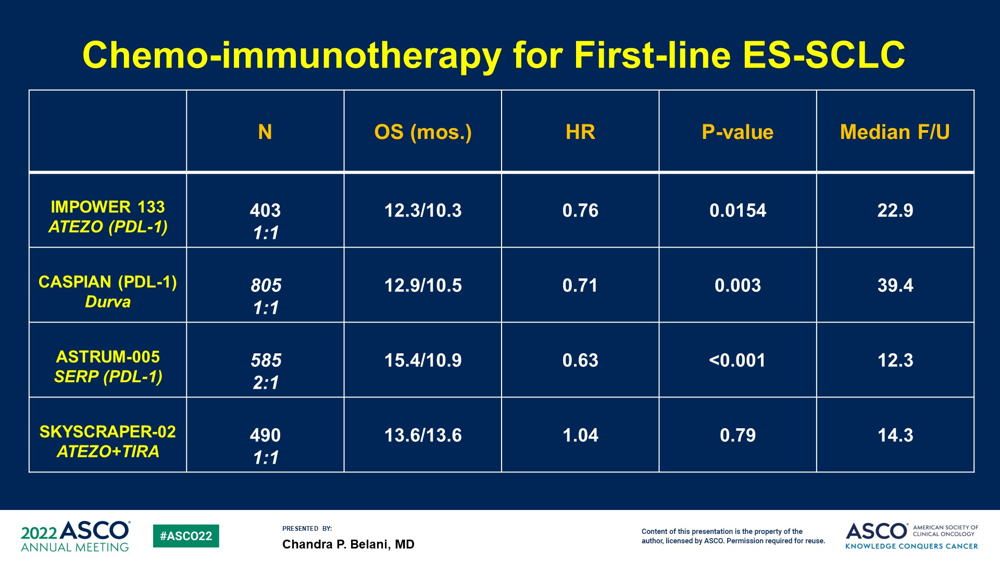 Chemo-immunotherapy for First-line ES-SCLC
N
OS (mos.)
HR
P-value
Median F/U
IMPOWER 133
ATEZO (PDL-1)
403
1:1
12.3/10.3
0.76
0.0154
22.9
CASPIAN (PDL-1)
Durva
805
1:1
12.9/10.5
0.71
0.003
39.4
ASTRUM-005
SERP (PDL-1)
585
2:1
15.4/10.9
0.63
<0.001
12.3
SKYSCRAPER-02
ATEZO+TIRA
490
1:1
13.6/13.6
1.04
0.79
14.3
2022 ASCO®
ANNUAL MEETING
#ASCO22
PRESENTED BY:
Chandra P. Belani, MD
Content of this presentation is the property of the
author, licensed by ASCO. Permission required for reuse.
ASCO®
AMERICAN SOCIETY OF
CLINICAL ONCOLOGY
KNOWLEDGE CONQUERS CANCER